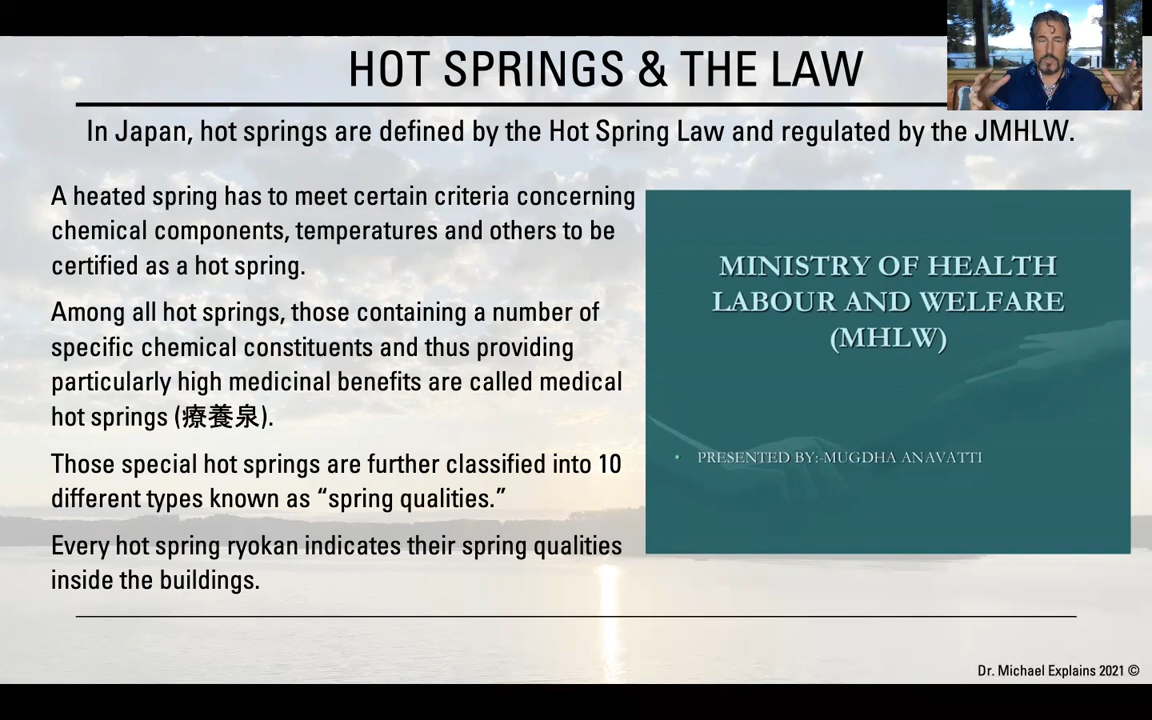 HOT SPRINGS & THE LAW
In Japan, hot springs are defined by the Hot Spring Law and regulated by the JMHLW.
A heated spring has to meet certain criteria concerning
chemical components, temperatures and others to be
certified as a hot spring.
Among all hot springs, those containing a number of
specific chemical constituents and thus providing
particularly high medicinal benefits are called medical
hot springs (療養泉).
Those special hot springs are further classified into 10
different types known as “spring qualities.”
Every hot spring ryokan indicates their spring qualities
inside the buildings.
MINISTRY OF HEALTH
LABOUR AND WELFARE
(MHLW)
• PRESENTED BY:-MUGDHA ANAVATTI
Dr. Michael Explains 2021 ©